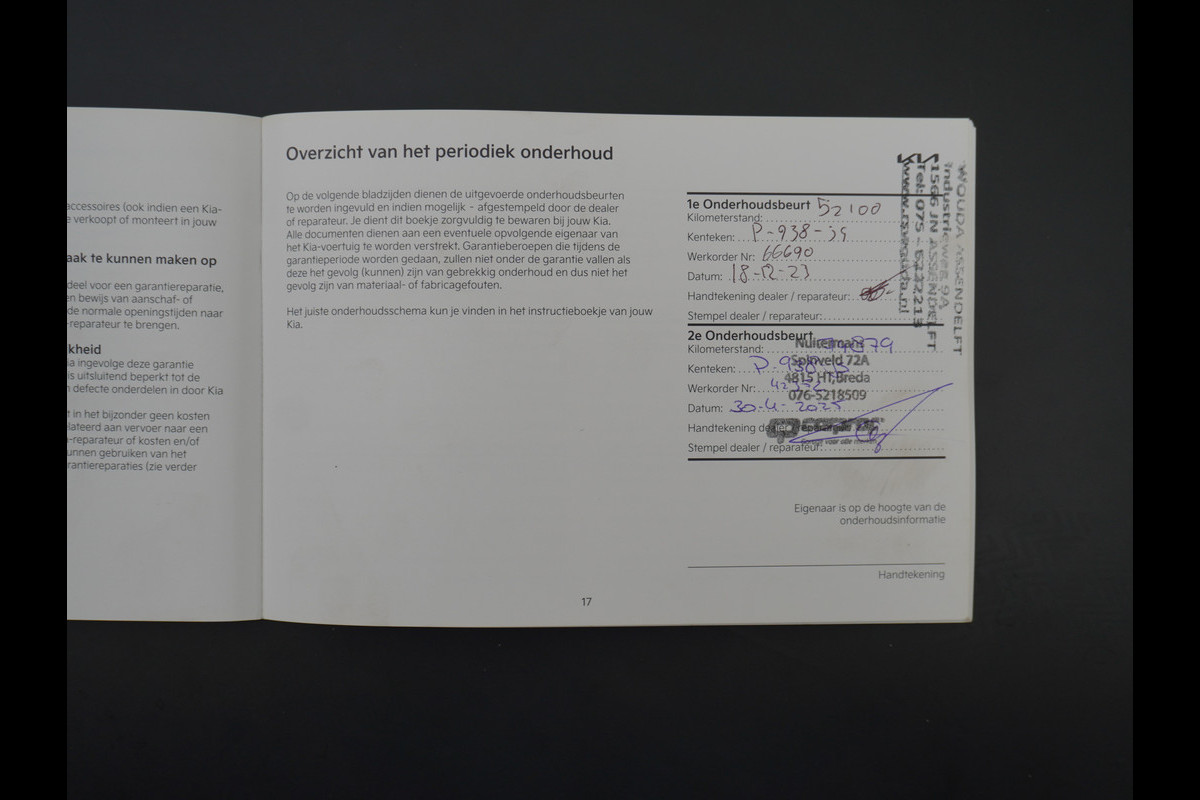 accessoires (ook indien een Kia-
verkoopt of monteert in jouw
aak te kunnen maken op
deel voor een garantiereparatie,
en bewijs van aanschaf- of
de normale openingstijden naar
-reparateur te brengen.
kheid
ia ingevolge deze garantie
is uitsluitend beperkt tot de
defecte onderdelen in door Kia
t in het bijzonder geen kosten
lateerd aan vervoer naar een
-reparateur of kosten en/of
unnen gebruiken van het
rantiereparaties (zie verder
Overzicht van het periodiek onderhoud
Op de volgende bladzijden dienen de uitgevoerde onderhoudsbeurten
te worden ingevuld en indien mogelijk - afgestempeld door de dealer
of reparateur. Je dient dit boekje zorgvuldig te bewaren bij jouw Kia.
Alle documenten dienen aan een eventuele opvolgende eigenaar van
het Kia-voertuig te worden verstrekt. Garantieberoepen die tijdens de
garantieperiode worden gedaan, zullen niet onder de garantie vallen als
deze het gevolg (kunnen) zijn van gebrekkig onderhoud en dus niet het
gevolg zijn van materiaal- of fabricagefouten.
Het juiste onderhoudsschema kun je vinden in het instructieboekje van jouw
Kia.
17
1e Onderhoudsbeurt
Kilometerstand: 52100
Kenteken: P-938-JS
Werkorder Nr: 66690
Datum: 18-12-23
Handtekening dealer / reparateur:
Stempel dealer / reparateur:
WOUDA ASSENDELFT
Industrieweg 9A
1566 JN ASSENDELFT
Tel: 075 - 6212213
2e Onderhoudsbeurt
Kilometerstand:
Kenteken: P-938
Werkorder Nr:
Datum: 30-4-2025
Handtekening dealer / reparateur:
Stempel dealer / reparateur:
Spinveld 72A
4815 HT, Breda
076-5218509
Eigenaar is op de hoogte van de
onderhoudsinformatie
Handtekening